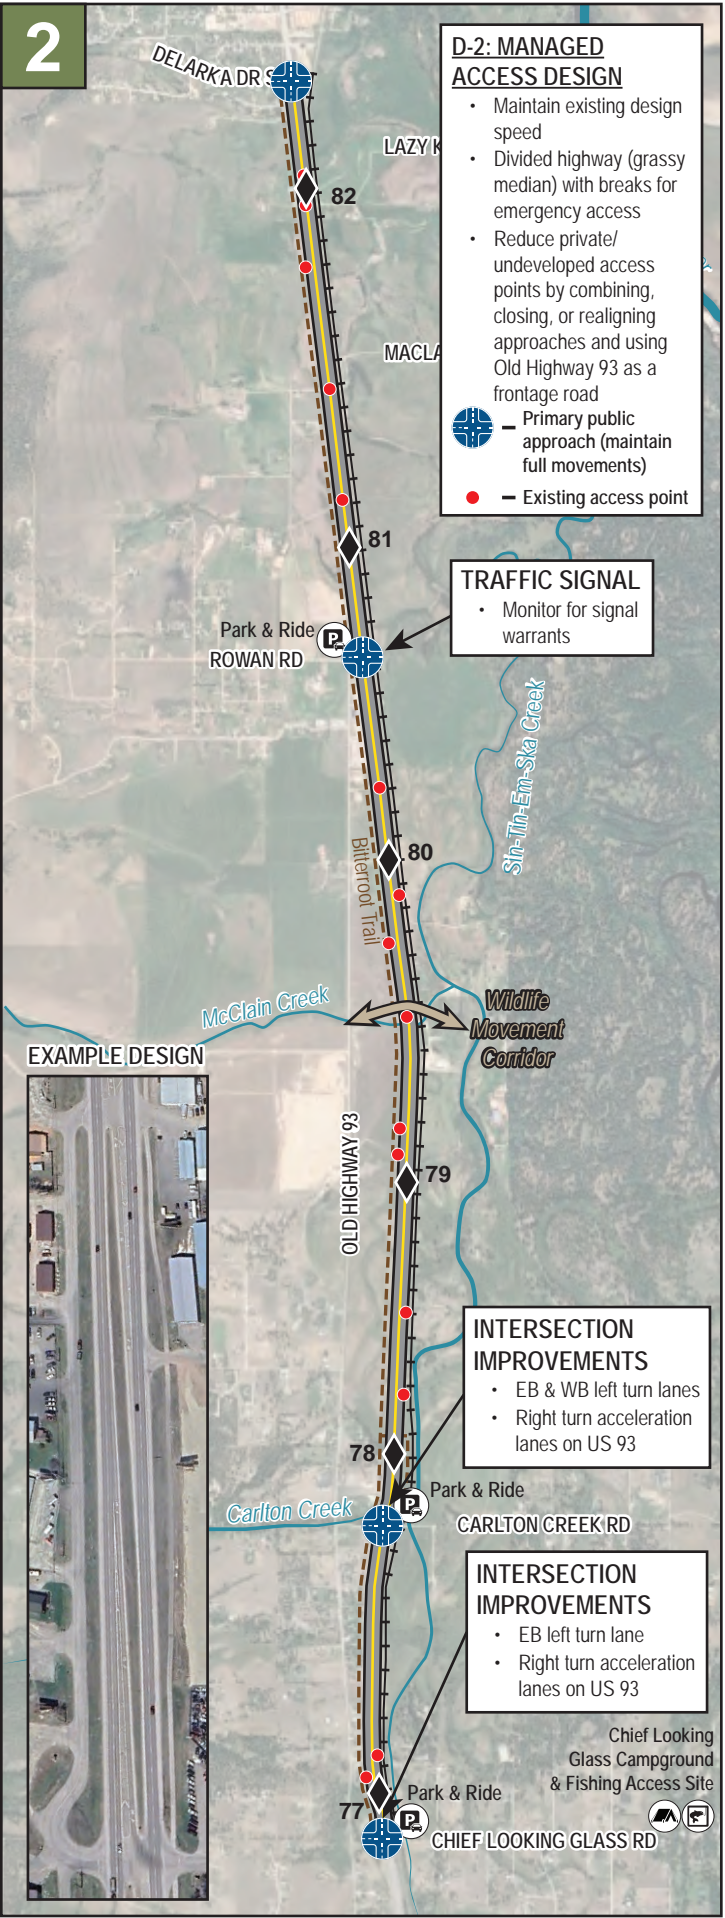 2
DELARKA DR S
D-2: MANAGED
ACCESS DESIGN
• Maintain existing design
speed
• Divided highway (grassy
median) with breaks for
emergency access
• Reduce private/
undeveloped access
points by combining,
closing, or realigning
approaches and using
Old Highway 93 as a
frontage road
– Primary public
approach (maintain
full movements)
– Existing access point
LAZY K
82
MACLA
81
TRAFFIC SIGNAL
• Monitor for signal
warrants
Park & Ride
P
ROWAN RD
Sin-Tin-Em-Ska Creek
80
Bitterroot Trail
McClain Creek
Wildlife
Movement
Corridor
EXAMPLE DESIGN
OLD HIGHWAY 93
79
INTERSECTION
IMPROVEMENTS
• EB & WB left turn lanes
• Right turn acceleration
lanes on US 93
78
Park & Ride
P
Carlton Creek
CARLTON CREEK RD
INTERSECTION
IMPROVEMENTS
• EB left turn lane
• Right turn acceleration
lanes on US 93
Chief Looking
Glass Campground
& Fishing Access Site
Park & Ride
77
P
CHIEF LOOKING GLASS RD